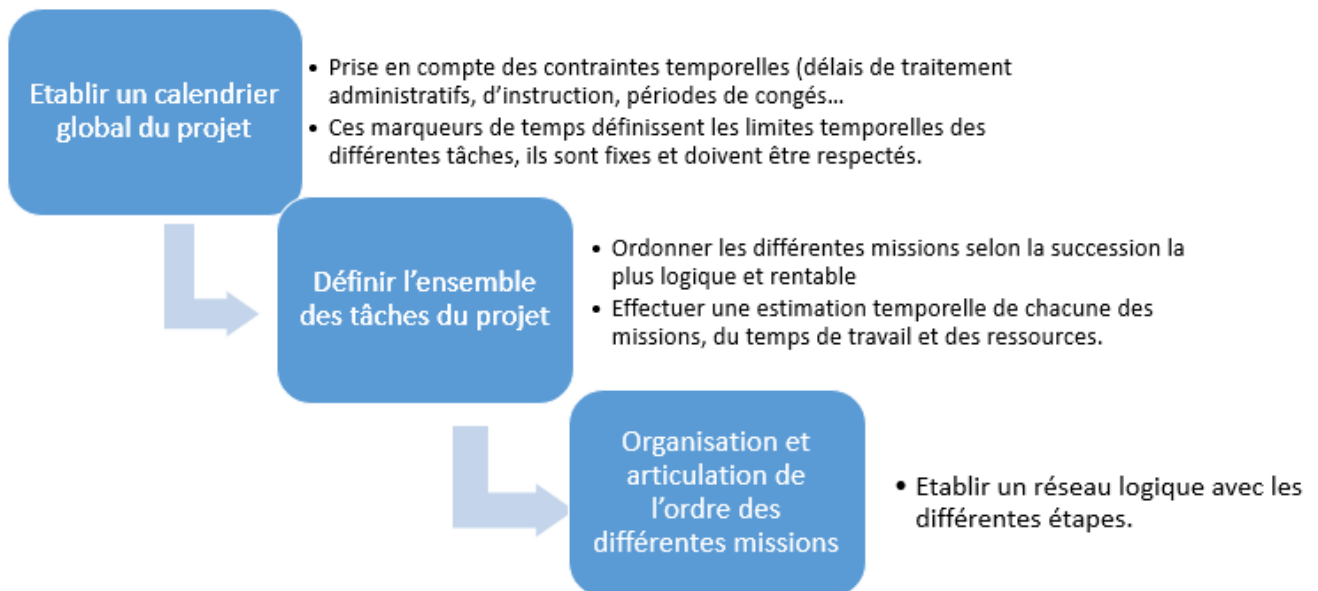 Etablir un calendrier
global du projet
• Prise en compte des contraintes temporelles (délais de traitement
administratifs, d'instruction, périodes de congés…
• Ces marqueurs de temps définissent les limites temporelles des
différentes tâches, ils sont fixes et doivent être respectés.
Définir l'ensemble
des tâches du projet
• Ordonner les différentes missions selon la succession la
plus logique et rentable
• Effectuer une estimation temporelle de chacune des
missions, du temps de travail et des ressources.
Organisation et
articulation de
l'ordre des
différentes missions
• Etablir un réseau logique avec les
différentes étapes.